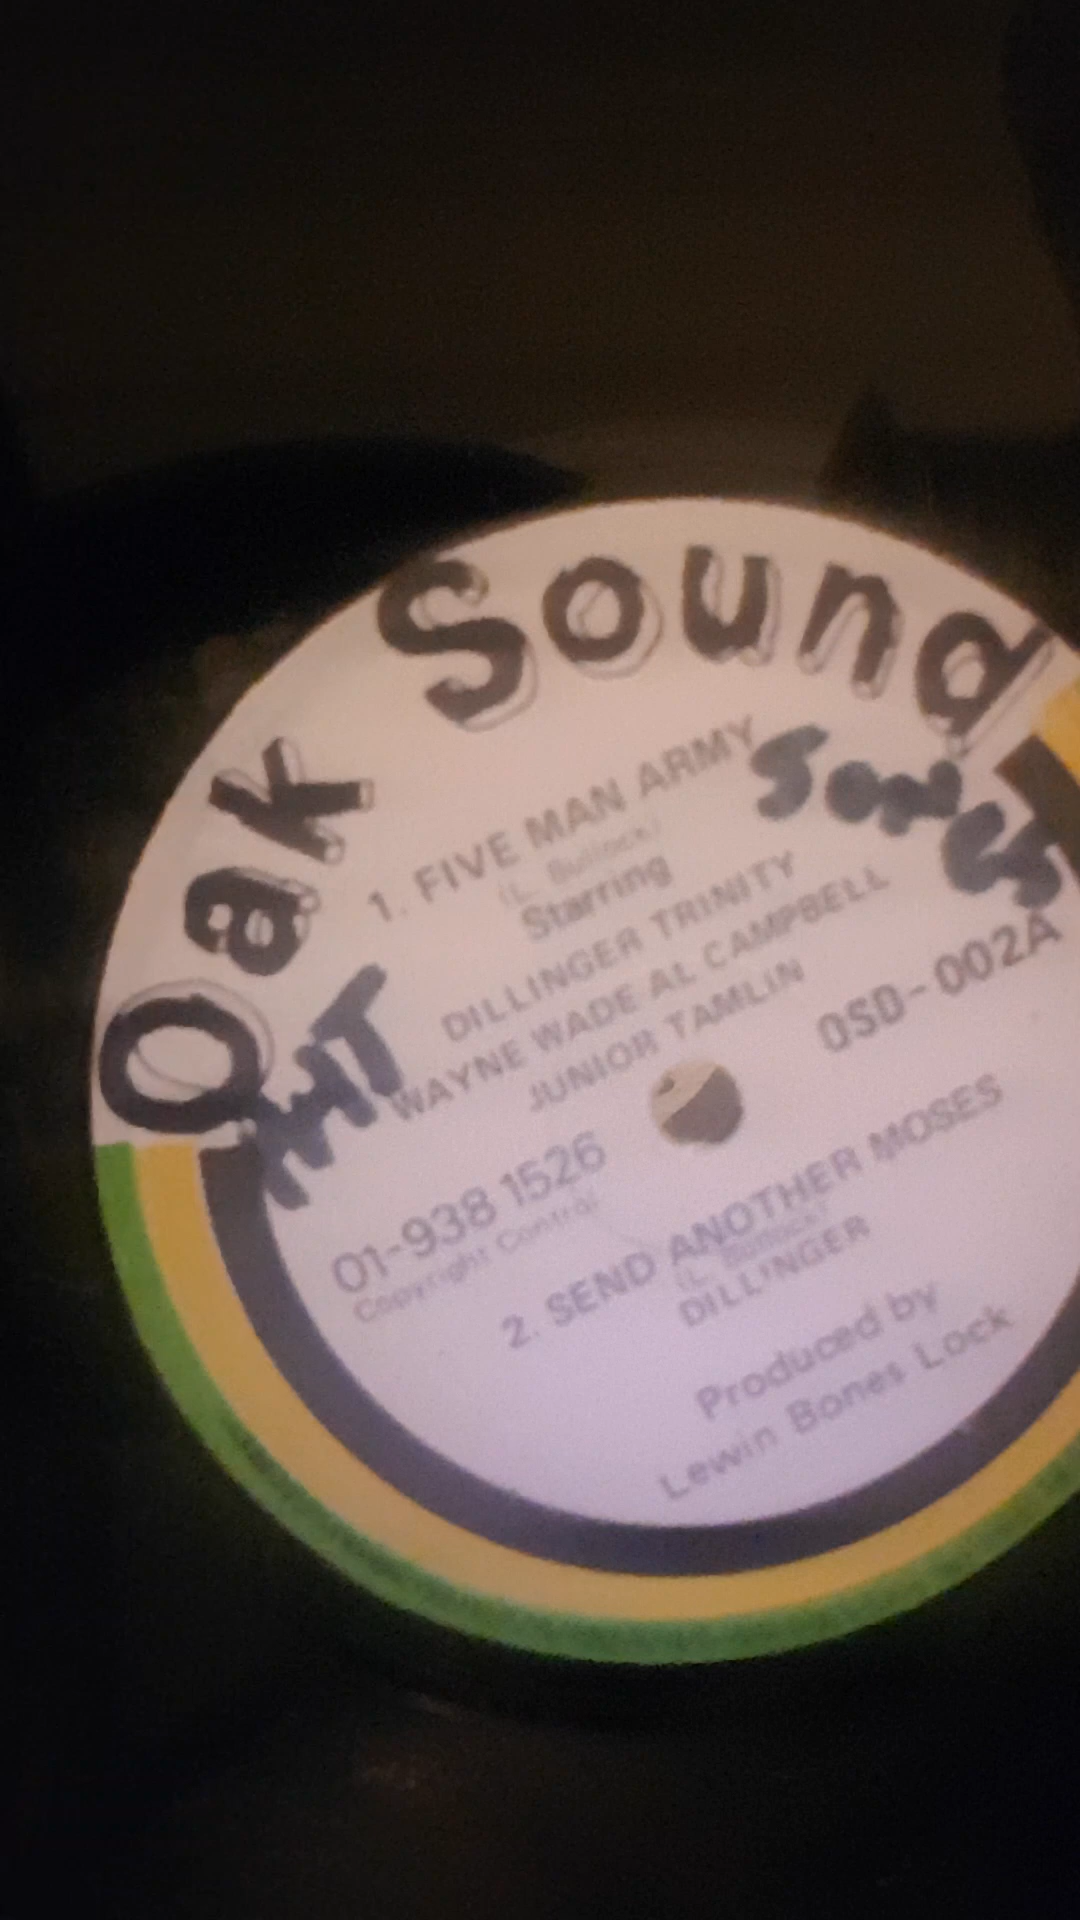 Oak Sound
1. FIVE MAN ARMY
(L. Bullock)
Starring
DILLINGER TRINITY
WAYNE WADE AL CAMPBELL
JUNIOR TAMLIN
OSD-002A
01-938 1526
Copyright Control
2. SEND ANOTHER MOSES
(L. Bullock)
DILLINGER
Produced by
Lewin Bones Lock